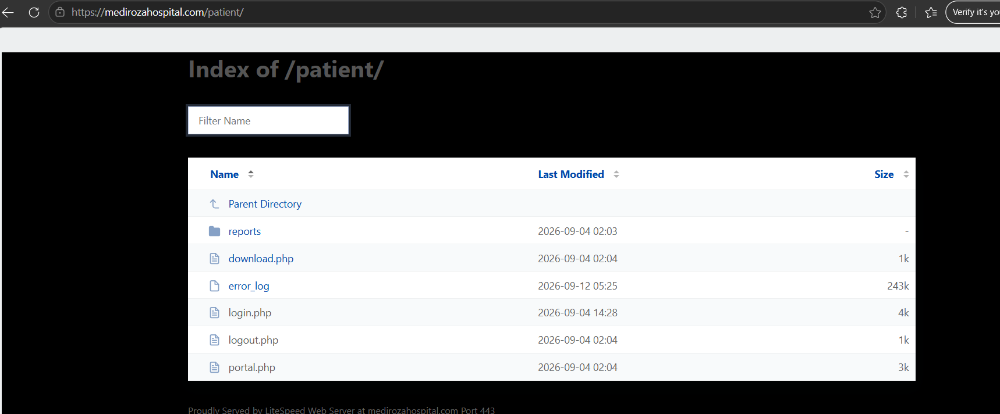 https://medirozahospital.com/patient/
Verify it's yo
Index of /patient/
Filter Name
Name Last Modified Size
Parent Directory
reports 2026-09-04 02:03 -
download.php 2026-09-04 02:04 1k
error_log 2026-09-12 05:25 243k
login.php 2026-09-04 14:28 4k
logout.php 2026-09-04 02:04 1k
portal.php 2026-09-04 02:04 3k
Proudly Served by LiteSpeed Web Server at medirozahospital.com Port 443